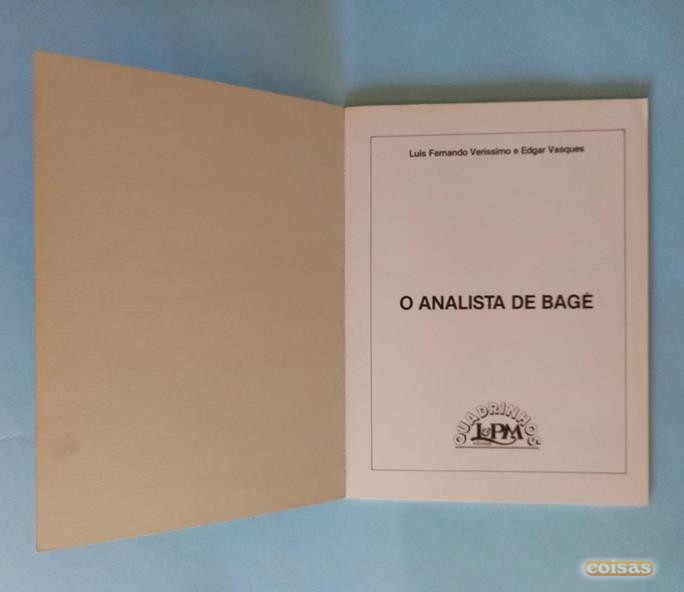 Luis Fernando Verissimo e Edgar Vasques
O ANALISTA DE BAGÉ
QUADRINHOS
L&PM
coisas